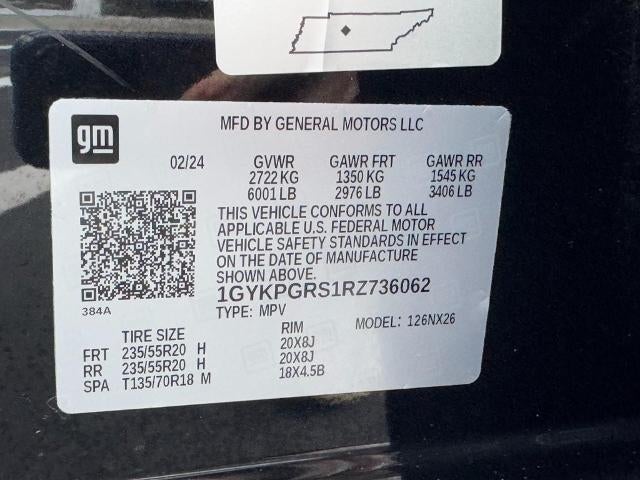 gm
MFD BY GENERAL MOTORS LLC
02/24 GVWR GAWR FRT GAWR RR
2722 KG 1350 KG 1545 KG
6001 LB 2976 LB 3406 LB
THIS VEHICLE CONFORMS TO ALL
APPLICABLE U.S. FEDERAL MOTOR
VEHICLE SAFETY STANDARDS IN EFFECT
ON THE DATE OF MANUFACTURE
SHOWN ABOVE.
1GYKPGRS1RZ736062
384A TYPE: MPV
TIRE SIZE RIM MODEL: 126NX26
FRT 235/55R20 H 20X8J
RR 235/55R20 H 20X8J
SPA T135/70R18 M 18X4.5B